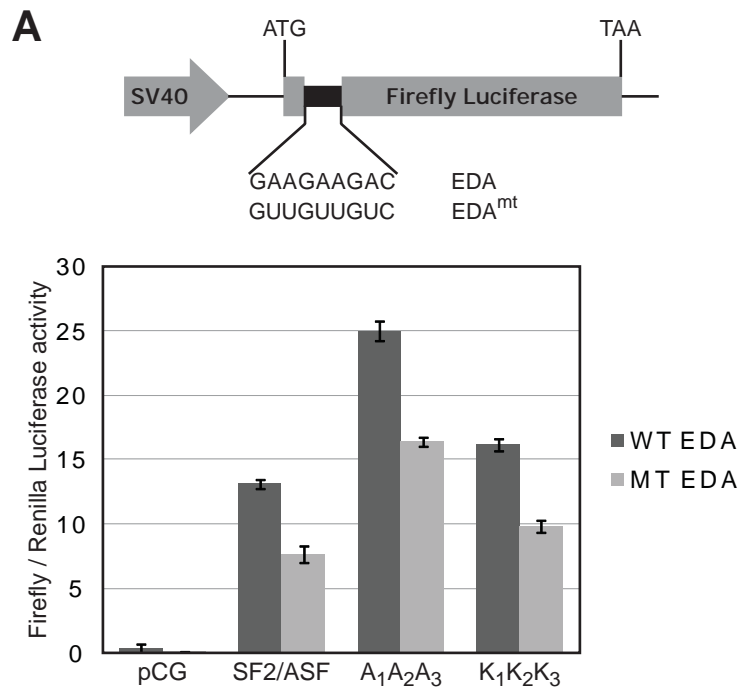 A
ATG TAA
SV40 Firefly Luciferase
GAAGAAGAC EDA
GUUGUUGUC EDA^mt
Firefly / Renilla Luciferase activity
30
25
20
15
10
5
0
pCG SF2/ASF A₁A₂A₃ K₁K₂K₃
WT EDA
MT EDA